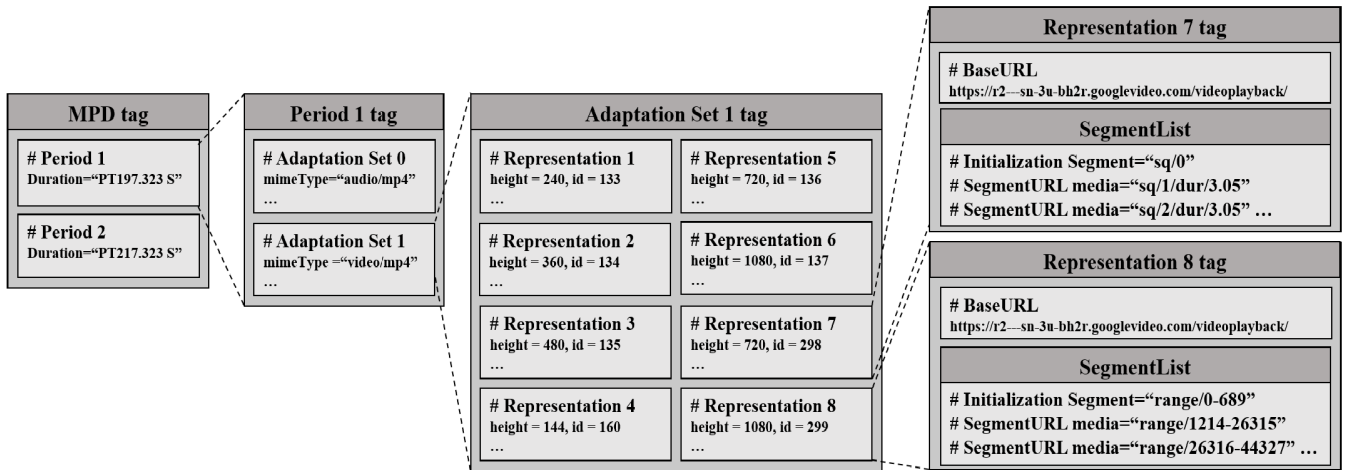 MPD tag
# Period 1
Duration=“PT197.323 S”
# Period 2
Duration=“PT217.323 S”
Period 1 tag
# Adaptation Set 0
mimeType=“audio/mp4”
…
# Adaptation Set 1
mimeType =“video/mp4”
…
Adaptation Set 1 tag
# Representation 1
height = 240, id = 133
…
# Representation 2
height = 360, id = 134
…
# Representation 3
height = 480, id = 135
…
# Representation 4
height = 144, id = 160
…
# Representation 5
height = 720, id = 136
…
# Representation 6
height = 1080, id = 137
…
# Representation 7
height = 720, id = 298
…
# Representation 8
height = 1080, id = 299
…
Representation 7 tag
# BaseURL
https://r2---sn-3u-bh2r.googlevideo.com/videoplayback/
SegmentList
# Initialization Segment=“sq/0”
# SegmentURL media=“sq/1/dur/3.05”
# SegmentURL media=“sq/2/dur/3.05” …
Representation 8 tag
# BaseURL
https://r2---sn-3u-bh2r.googlevideo.com/videoplayback/
SegmentList
# Initialization Segment=“range/0-689”
# SegmentURL media=“range/1214-26315”
# SegmentURL media=“range/26316-44327” …